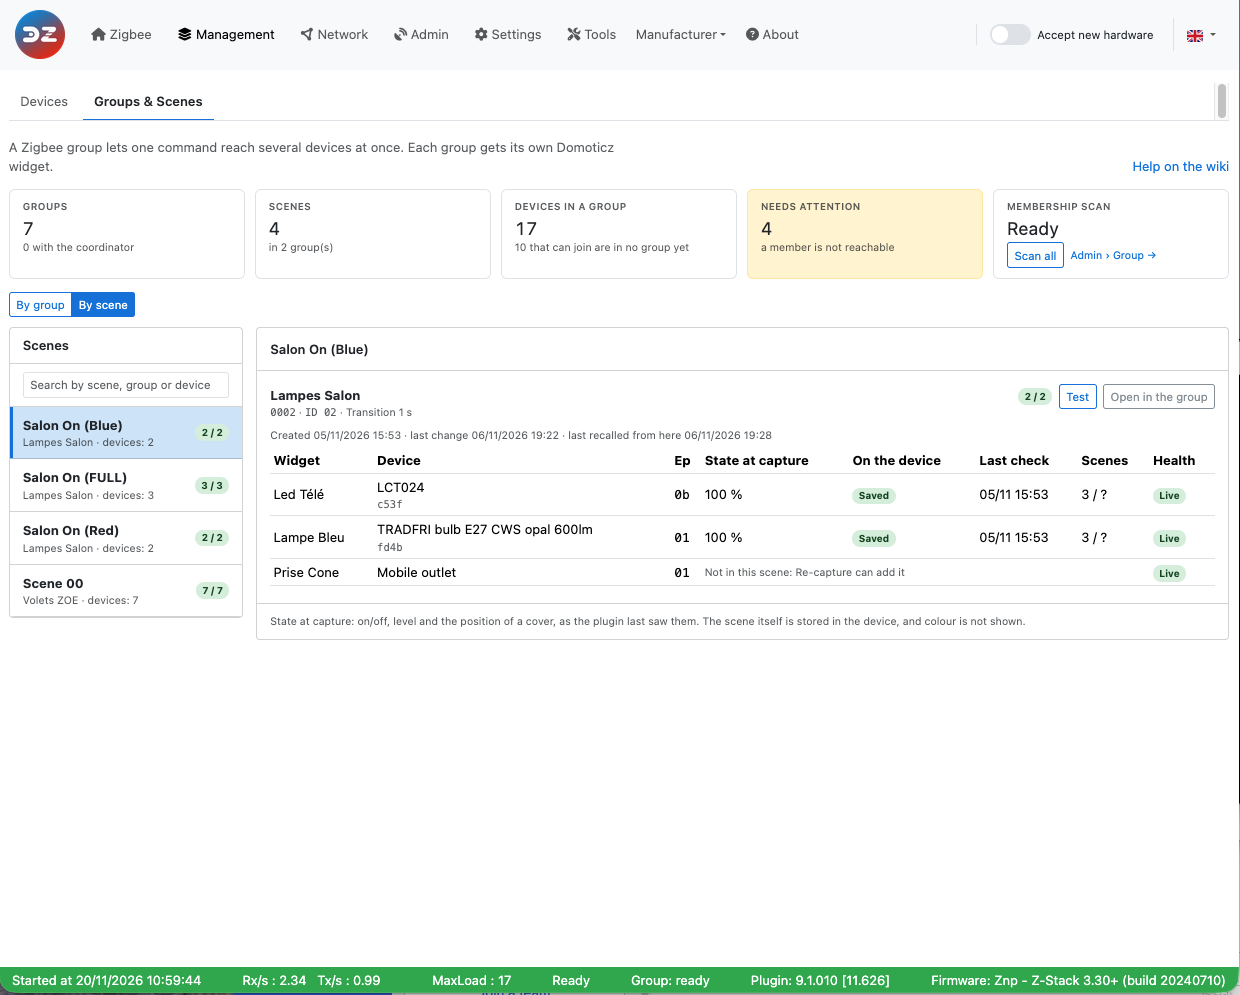 DZ
Zigbee
Management
Network
Admin
Settings
Tools
Manufacturer
About
Accept new hardware
Devices
Groups & Scenes
A Zigbee group lets one command reach several devices at once. Each group gets its own Domoticz
widget.
Help on the wiki
GROUPS
7
0 with the coordinator
SCENES
4
in 2 group(s)
DEVICES IN A GROUP
17
10 that can join are in no group yet
NEEDS ATTENTION
4
a member is not reachable
MEMBERSHIP SCAN
Ready
Scan all
Admin › Group →
By group
By scene
Scenes
Search by scene, group or device
Salon On (Blue)
Lampes Salon · devices: 2
2 / 2
Salon On (FULL)
Lampes Salon · devices: 3
3 / 3
Salon On (Red)
Lampes Salon · devices: 2
2 / 2
Scene 00
Volets ZOE · devices: 7
7 / 7
Salon On (Blue)
Lampes Salon
0002 · ID 02 · Transition 1 s
2 / 2
Test
Open in the group
Created 05/11/2026 15:53 · last change 06/11/2026 19:22 · last recalled from here 06/11/2026 19:28
Widget Device Ep State at capture On the device Last check Scenes Health
Led Télé LCT024 0b 100 % Saved 05/11 15:53 3 / ? Live
c53f
Lampe Bleu TRADFRI bulb E27 CWS opal 600lm 01 100 % Saved 05/11 15:53 3 / ? Live
fd4b
Prise Cone Mobile outlet 01 Not in this scene: Re-capture can add it Live
State at capture: on/off, level and the position of a cover, as the plugin last saw them. The scene itself is stored in the device, and colour is not shown.
Started at 20/11/2026 10:59:44 Rx/s : 2.34 Tx/s : 0.99 MaxLoad : 17 Ready Group: ready Plugin: 9.1.010 [11.626] Firmware: Znp - Z-Stack 3.30+ (build 20240710)